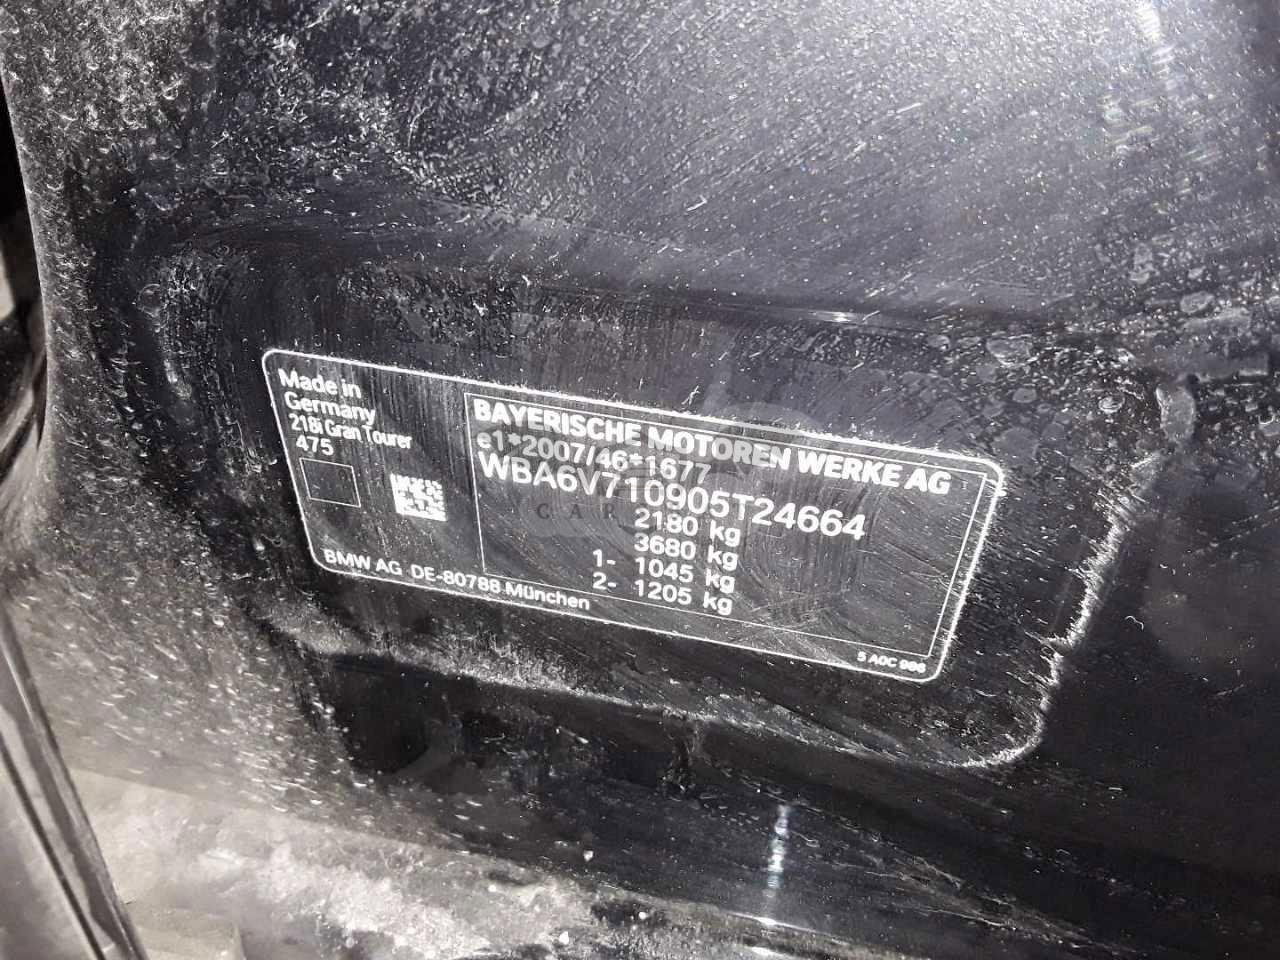 Made in
Germany
218i Gran Tourer
475
BAYERISCHE MOTOREN WERKE AG
e1*2007/46*1677
WBA6V710905T24664
2180 kg
3680 kg
1- 1045 kg
2- 1205 kg
BMW AG DE-80788 München
5 A0C 986